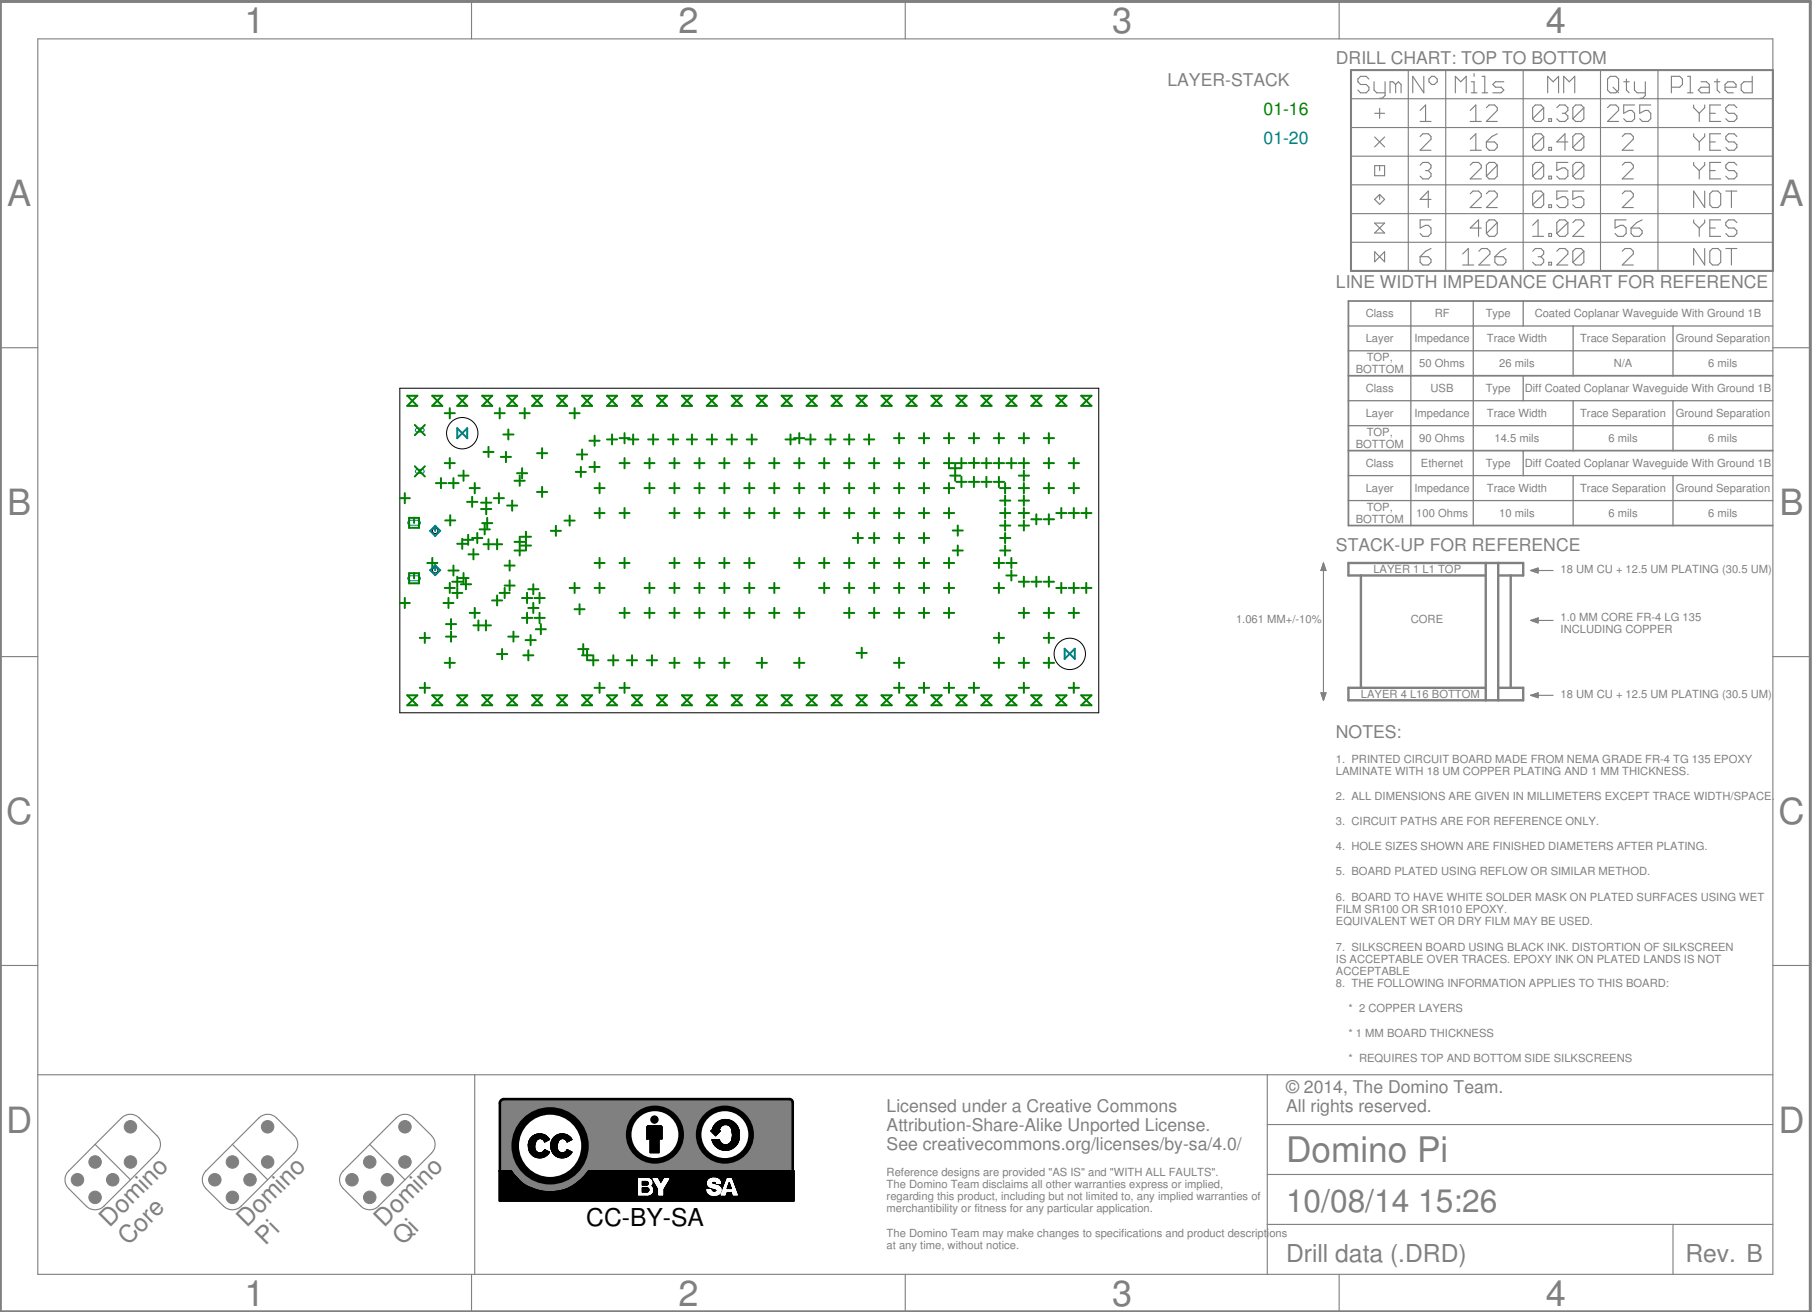 1 2 3 4
DRILL CHART: TOP TO BOTTOM
LAYER-STACK
01-16
01-20
Sym N° Mils MM Qty Plated
+ 1 12 0.30 255 YES
× 2 16 0.40 2 YES
3 20 0.50 2 YES
4 22 0.55 2 NOT
5 40 1.02 56 YES
6 126 3.20 2 NOT
A A
LINE WIDTH IMPEDANCE CHART FOR REFERENCE
Class RF Type Coated Coplanar Waveguide With Ground 1B
Layer Impedance Trace Width Trace Separation Ground Separation
TOP, BOTTOM 50 Ohms 26 mils N/A 6 mils
Class USB Type Diff Coated Coplanar Waveguide With Ground 1B
Layer Impedance Trace Width Trace Separation Ground Separation
TOP, BOTTOM 90 Ohms 14.5 mils 6 mils 6 mils
Class Ethernet Type Diff Coated Coplanar Waveguide With Ground 1B
Layer Impedance Trace Width Trace Separation Ground Separation
TOP, BOTTOM 100 Ohms 10 mils 6 mils 6 mils
B B
STACK-UP FOR REFERENCE
LAYER 1 L1 TOP
18 UM CU + 12.5 UM PLATING (30.5 UM)
1.061 MM+/-10%
CORE
1.0 MM CORE FR-4 LG 135
INCLUDING COPPER
LAYER 4 L16 BOTTOM
18 UM CU + 12.5 UM PLATING (30.5 UM)
NOTES:
1. PRINTED CIRCUIT BOARD MADE FROM NEMA GRADE FR-4 TG 135 EPOXY
LAMINATE WITH 18 UM COPPER PLATING AND 1 MM THICKNESS.
2. ALL DIMENSIONS ARE GIVEN IN MILLIMETERS EXCEPT TRACE WIDTH/SPACE.
3. CIRCUIT PATHS ARE FOR REFERENCE ONLY.
4. HOLE SIZES SHOWN ARE FINISHED DIAMETERS AFTER PLATING.
5. BOARD PLATED USING REFLOW OR SIMILAR METHOD.
6. BOARD TO HAVE WHITE SOLDER MASK ON PLATED SURFACES USING WET
FILM SR100 OR SR1010 EPOXY.
EQUIVALENT WET OR DRY FILM MAY BE USED.
7. SILKSCREEN BOARD USING BLACK INK. DISTORTION OF SILKSCREEN
IS ACCEPTABLE OVER TRACES. EPOXY INK ON PLATED LANDS IS NOT
ACCEPTABLE
8. THE FOLLOWING INFORMATION APPLIES TO THIS BOARD:
* 2 COPPER LAYERS
* 1 MM BOARD THICKNESS
* REQUIRES TOP AND BOTTOM SIDE SILKSCREENS
C C
D D
Domino
Core
Domino
Pi
Domino
Qi
cc
BY SA
CC-BY-SA
Licensed under a Creative Commons
Attribution-Share-Alike Unported License.
See creativecommons.org/licenses/by-sa/4.0/
Reference designs are provided "AS IS" and "WITH ALL FAULTS".
The Domino Team disclaims all other warranties express or implied,
regarding this product, including but not limited to, any implied warranties of
merchantibility or fitness for any particular application.
The Domino Team may make changes to specifications and product descriptions
at any time, without notice.
© 2014, The Domino Team.
All rights reserved.
Domino Pi
10/08/14 15:26
Drill data (.DRD)
Rev. B
1 2 3 4